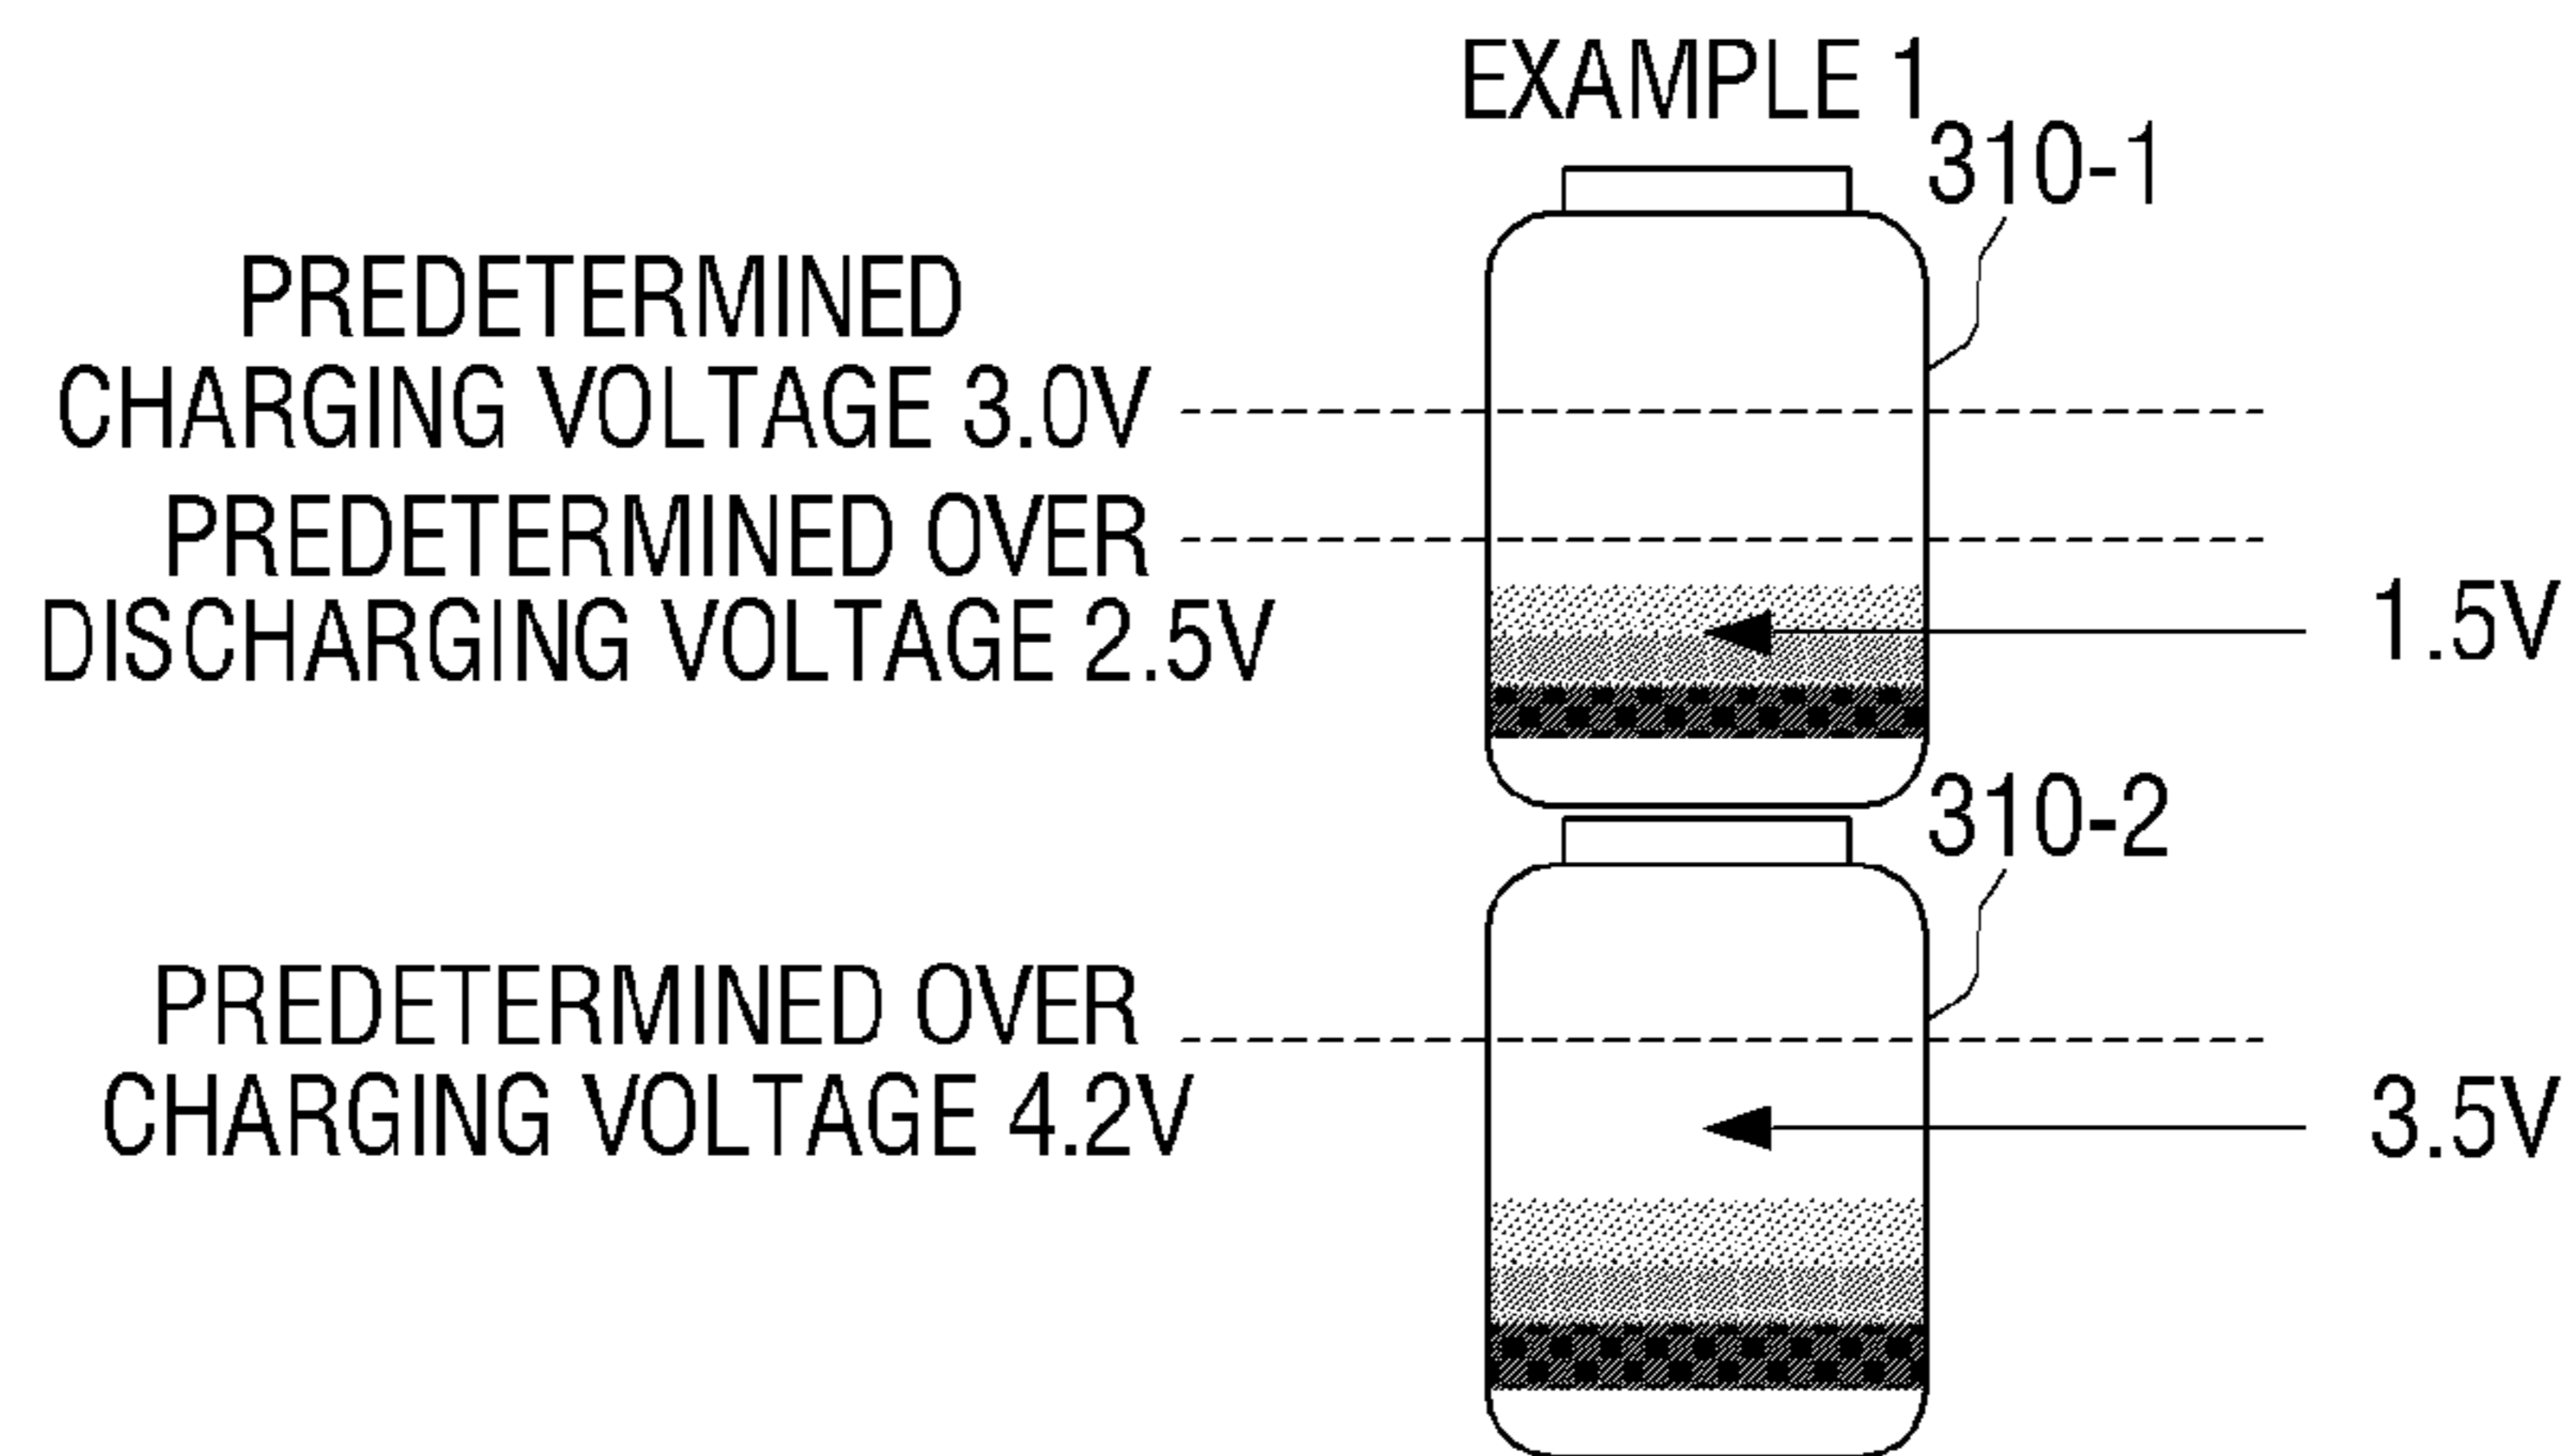 EXAMPLE 1
310-1
PREDETERMINED
CHARGING VOLTAGE 3.0V
PREDETERMINED OVER
DISCHARGING VOLTAGE 2.5V
1.5V
310-2
PREDETERMINED OVER
CHARGING VOLTAGE 4.2V
3.5V